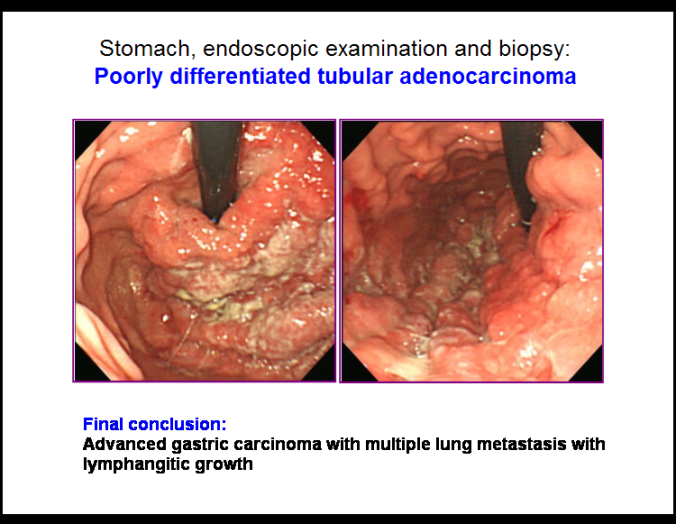 Stomach, endoscopic examination and biopsy:
Poorly differentiated tubular adenocarcinoma
Final conclusion:
Advanced gastric carcinoma with multiple lung metastasis with
lymphangitic growth